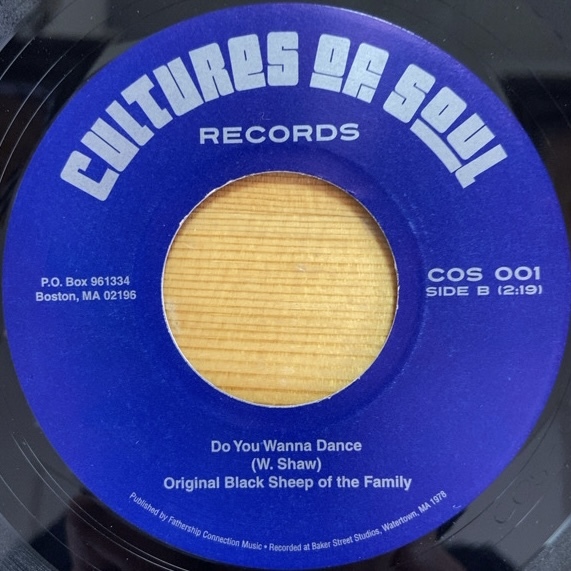 CULTURES OF SOUL
RECORDS
P.O. Box 961334
Boston, MA 02196
COS 001
SIDE B (2:19)
Do You Wanna Dance
(W. Shaw)
Original Black Sheep of the Family
Published by Fathership Connection Music • Recorded at Baker Street Studios, Watertown, MA 1978